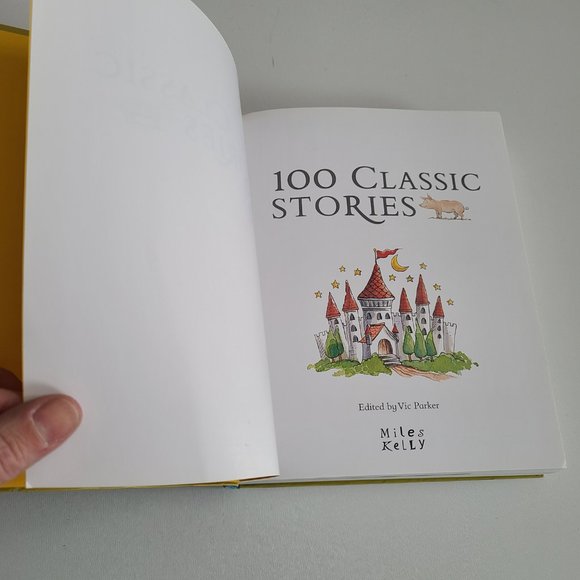 100 CLASSIC
STORIES
Edited by Vic Parker
Miles
Kelly